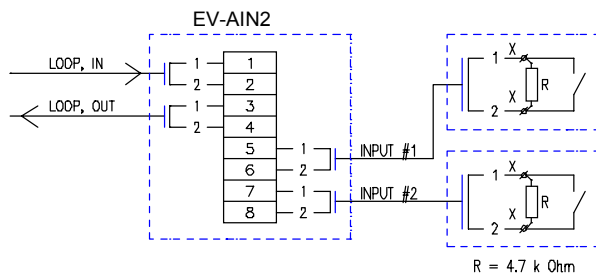 EV-AIN2
LOOP, IN
1
2
1
2
LOOP, OUT
1
2
3
4
5
6
7
8
1
2
INPUT #1
1
2
INPUT #2
1
X
R
X
2
1
X
R
X
2
R = 4.7 k Ohm